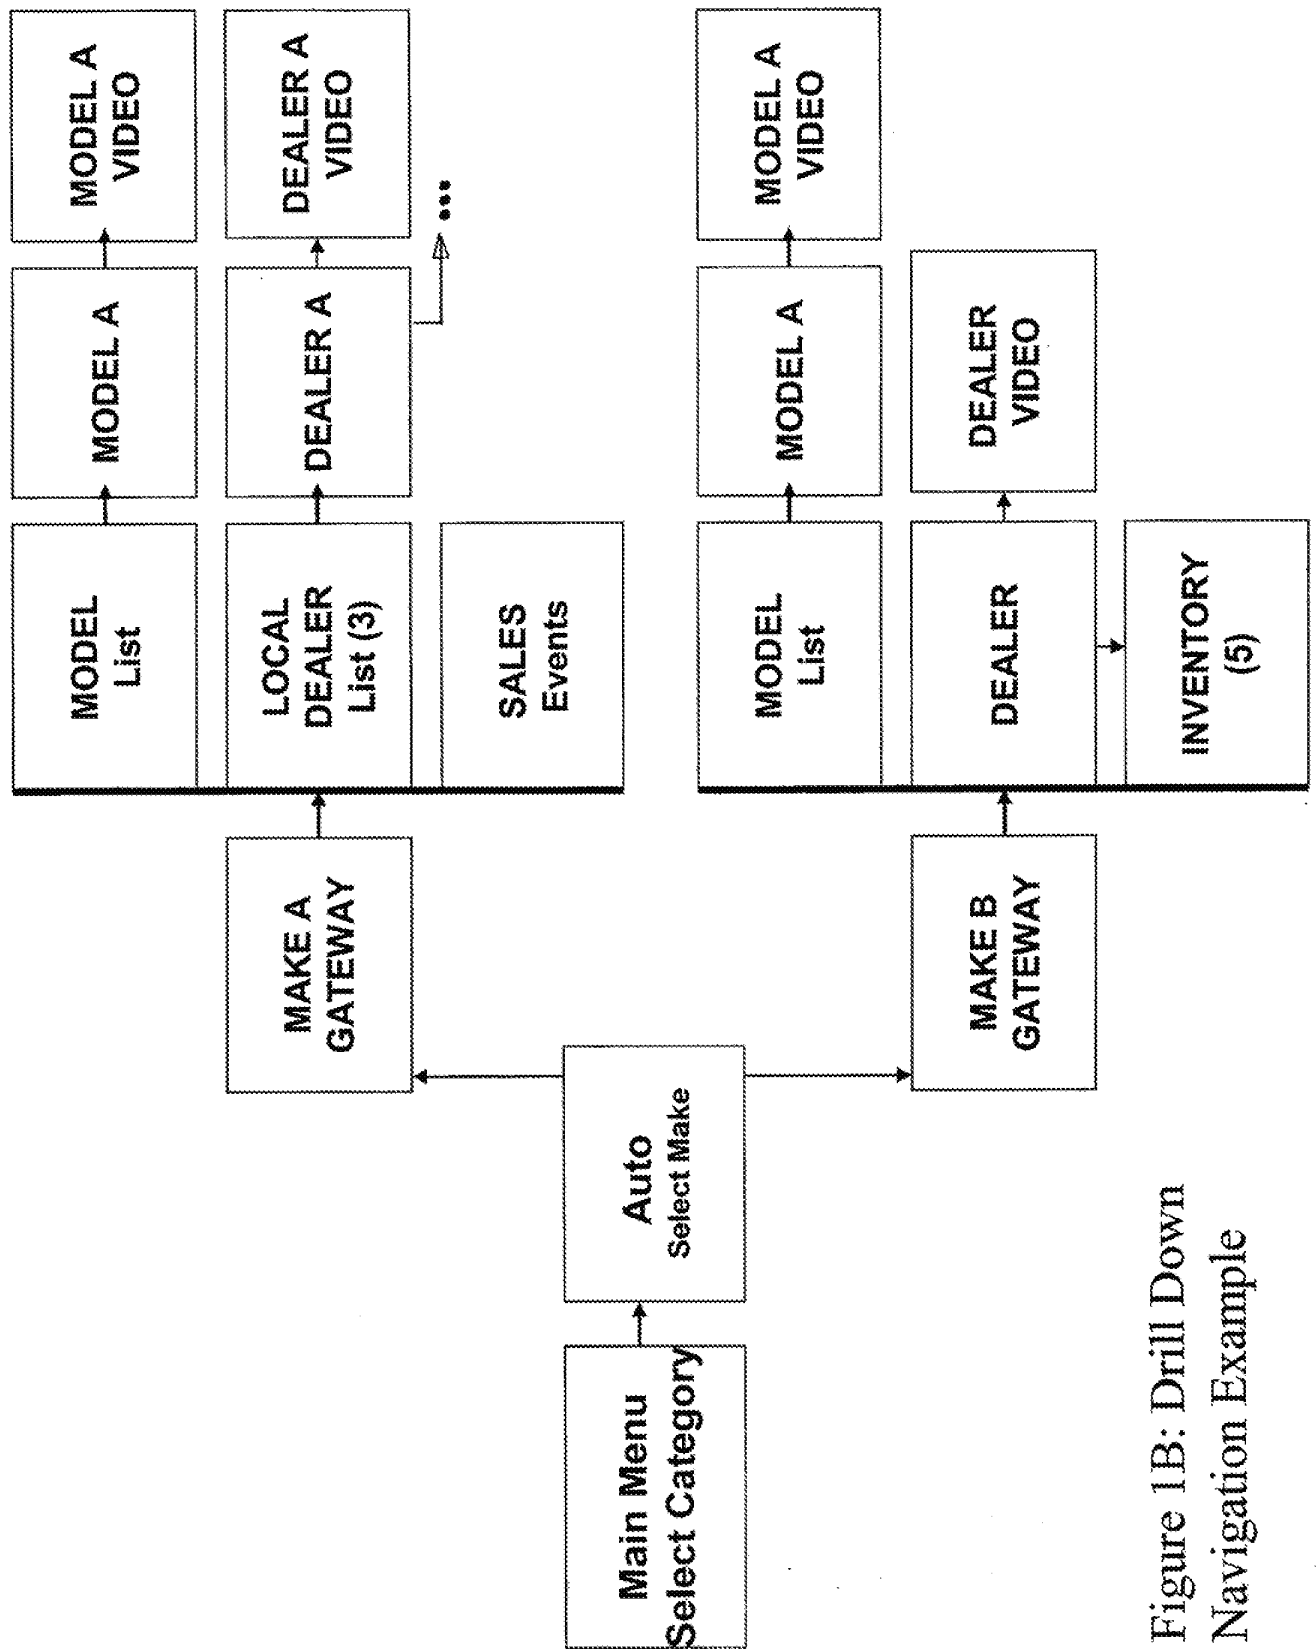 Main Menu
Select Category
Auto
Select Make
MAKE A
GATEWAY
MODEL
List
MODEL A
MODEL A
VIDEO
LOCAL
DEALER
List (3)
DEALER A
DEALER A
VIDEO
...
SALES
Events
MAKE B
GATEWAY
MODEL
List
MODEL A
MODEL A
VIDEO
DEALER
DEALER
VIDEO
INVENTORY
(5)
Figure 1B: Drill Down
Navigation Example